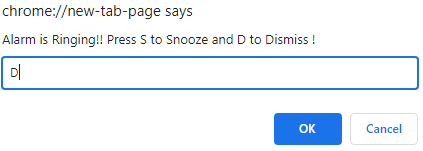 chrome://new-tab-page says
Alarm is Ringing!! Press S to Snooze and D to Dismiss !
D
OK Cancel